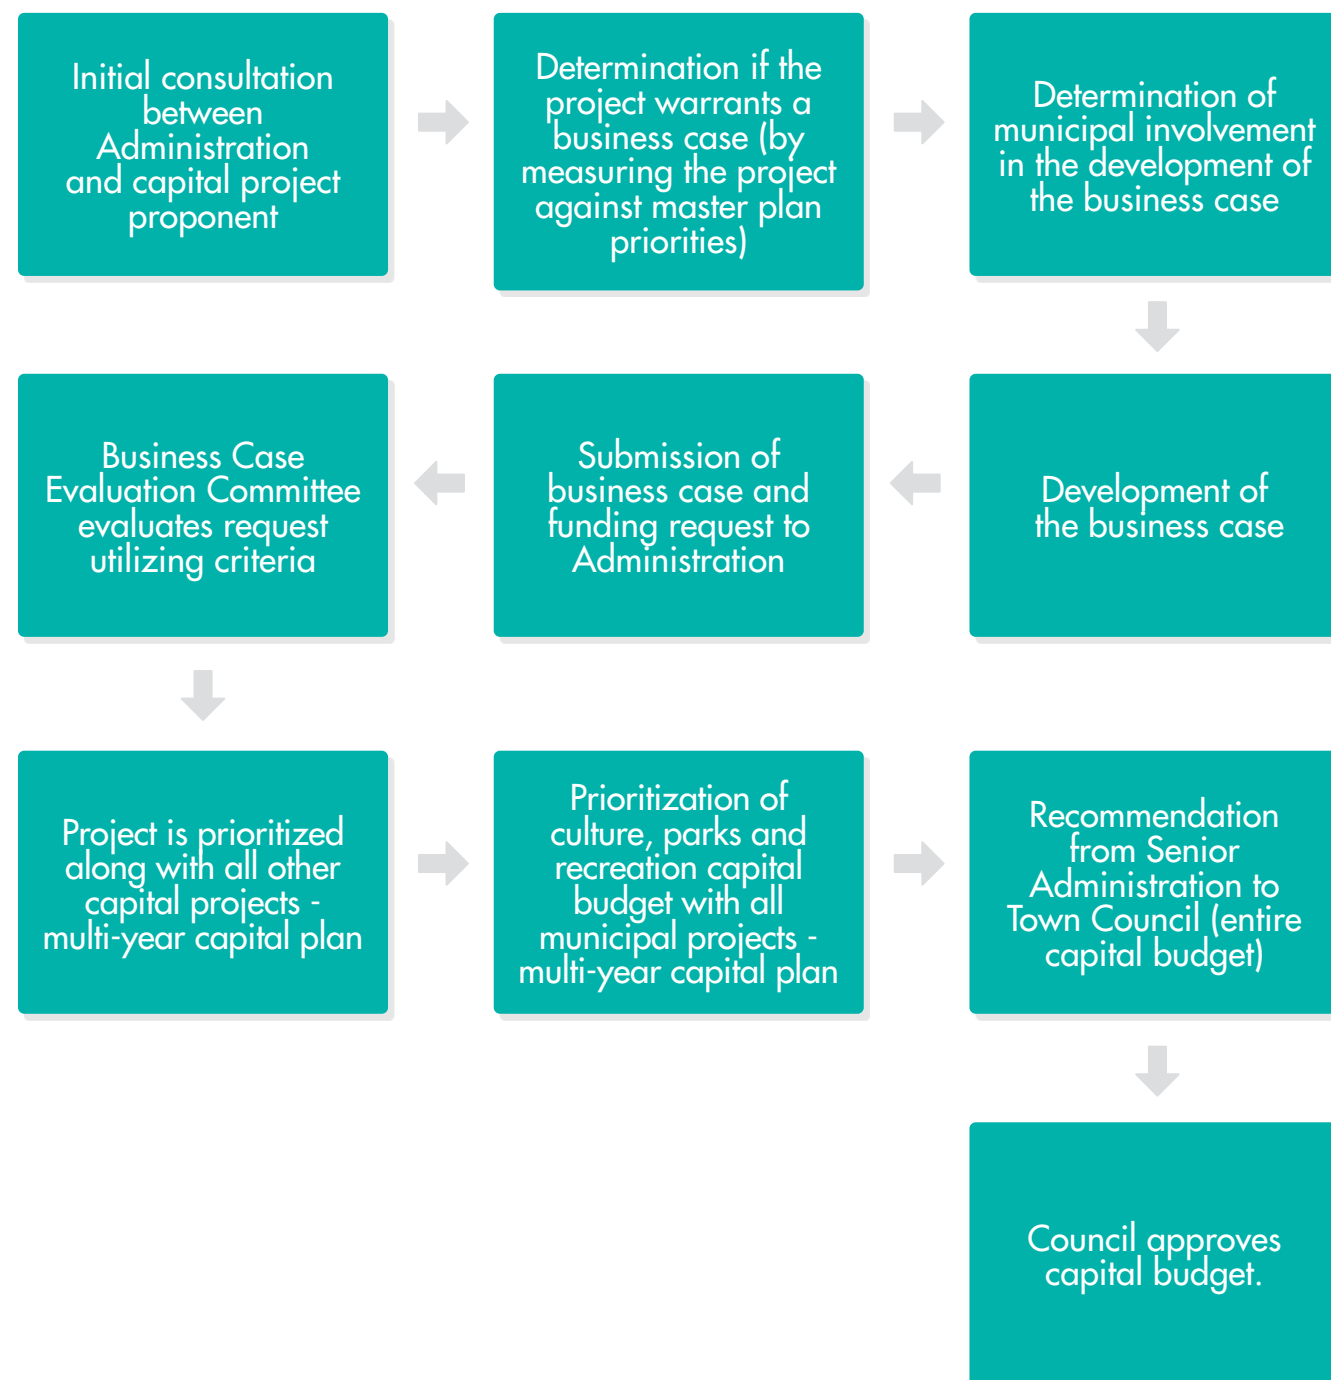 Initial consultation
between
Administration
and capital project
proponent
Determination if the
project warrants a
business case (by
measuring the project
against master plan
priorities)
Determination of
municipal involvement
in the development of
the business case
Development of
the business case
Submission of
business case and
funding request to
Administration
Business Case
Evaluation Committee
evaluates request
utilizing criteria
Project is prioritized
along with all other
capital projects -
multi-year capital plan
Prioritization of
culture, parks and
recreation capital
budget with all
municipal projects -
multi-year capital plan
Recommendation
from Senior
Administration to
Town Council (entire
capital budget)
Council approves
capital budget.